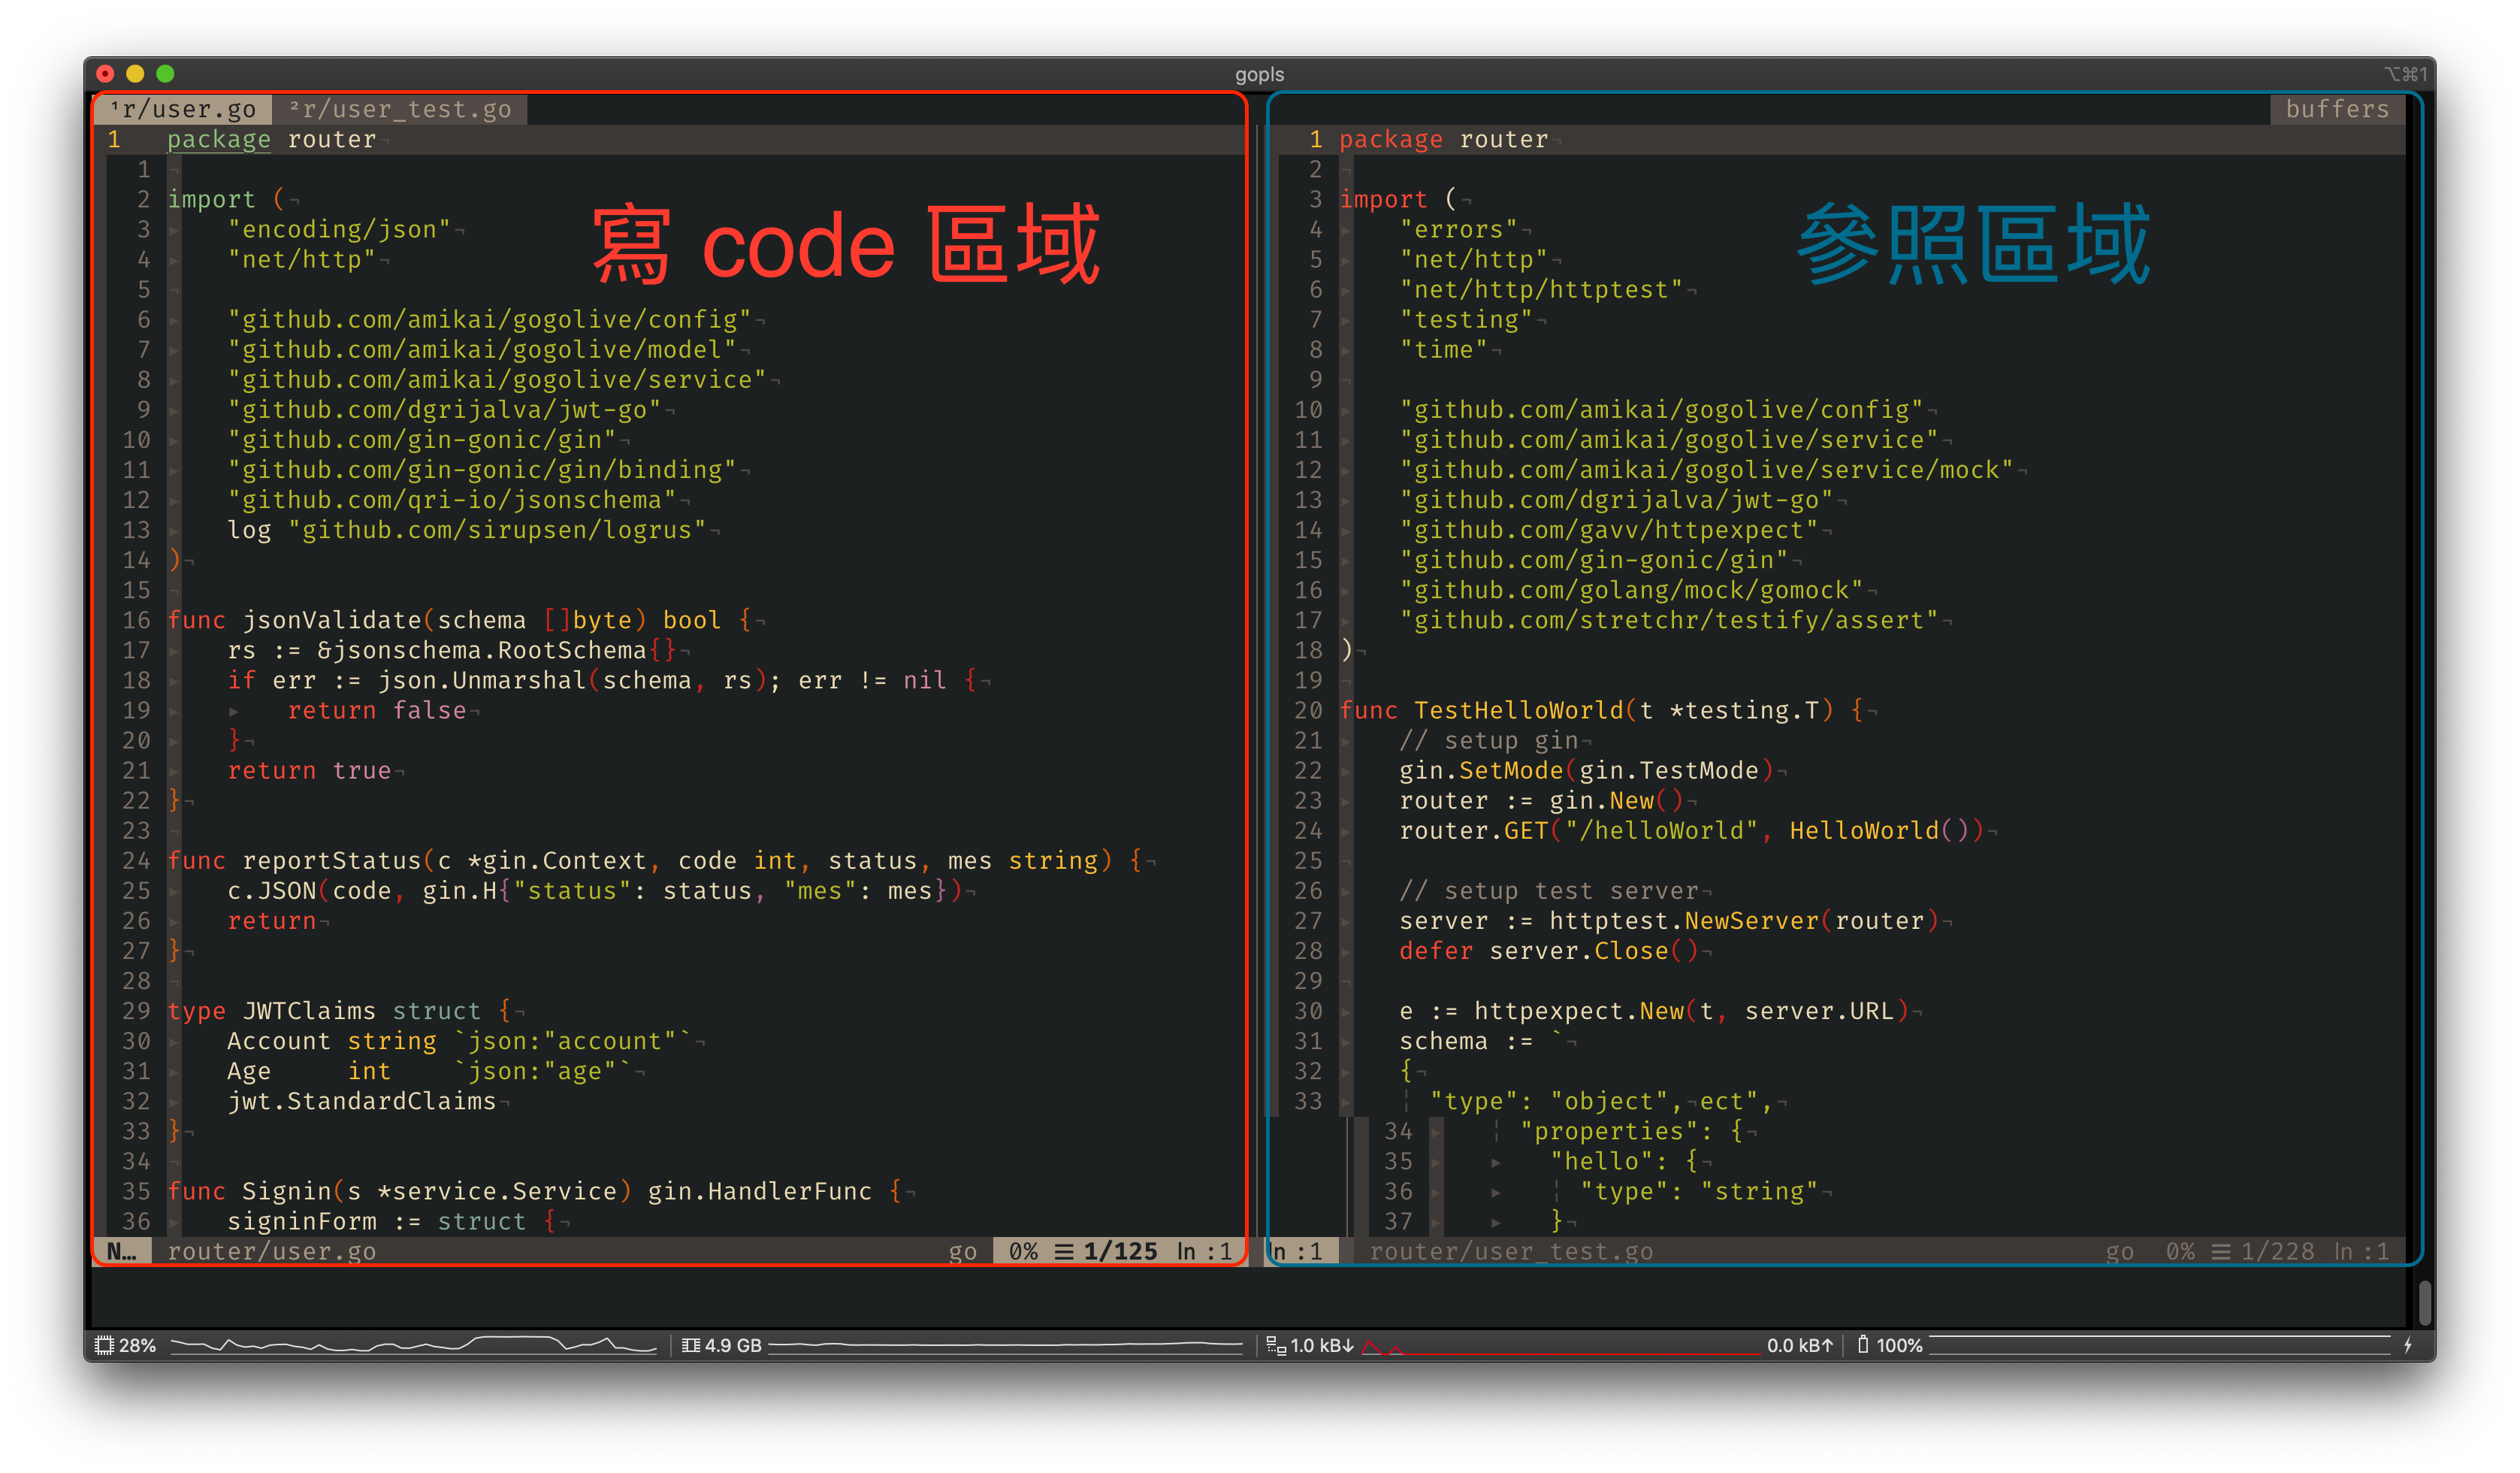 gopls
⌥⌘1
¹r/user.go ²r/user_test.go
寫 code 區域
1 package router¬
1 ¬
2 import (¬
3 "encoding/json"¬
4 "net/http"¬
5 ¬
6 "github.com/amikai/gogolive/config"¬
7 "github.com/amikai/gogolive/model"¬
8 "github.com/amikai/gogolive/service"¬
9 "github.com/dgrijalva/jwt-go"¬
10 "github.com/gin-gonic/gin"¬
11 "github.com/gin-gonic/gin/binding"¬
12 "github.com/qri-io/jsonschema"¬
13 log "github.com/sirupsen/logrus"¬
14 )¬
15 ¬
16 func jsonValidate(schema []byte) bool {¬
17 rs := &jsonschema.RootSchema{}¬
18 if err := json.Unmarshal(schema, rs); err != nil {¬
19 return false¬
20 }¬
21 return true¬
22 }¬
23 ¬
24 func reportStatus(c *gin.Context, code int, status, mes string) {¬
25 c.JSON(code, gin.H{"status": status, "mes": mes})¬
26 return¬
27 }¬
28 ¬
29 type JWTClaims struct {¬
30 Account string `json:"account"`¬
31 Age int `json:"age"`¬
32 jwt.StandardClaims¬
33 }¬
34 ¬
35 func Signin(s *service.Service) gin.HandlerFunc {¬
36 signinForm := struct {¬
N… router/user.go go 0% ☰ 1/125 ln :1
buffers
參照區域
1 package router¬
2 ¬
3 import (¬
4 "errors"¬
5 "net/http"¬
6 "net/http/httptest"¬
7 "testing"¬
8 "time"¬
9 ¬
10 "github.com/amikai/gogolive/config"¬
11 "github.com/amikai/gogolive/service"¬
12 "github.com/amikai/gogolive/service/mock"¬
13 "github.com/dgrijalva/jwt-go"¬
14 "github.com/gavv/httpexpect"¬
15 "github.com/gin-gonic/gin"¬
16 "github.com/golang/mock/gomock"¬
17 "github.com/stretchr/testify/assert"¬
18 )¬
19 ¬
20 func TestHelloWorld(t *testing.T) {¬
21 // setup gin¬
22 gin.SetMode(gin.TestMode)¬
23 router := gin.New()¬
24 router.GET("/helloWorld", HelloWorld())¬
25 ¬
26 // setup test server¬
27 server := httptest.NewServer(router)¬
28 defer server.Close()¬
29 ¬
30 e := httpexpect.New(t, server.URL)¬
31 schema := `¬
32 {¬
33 ¦ "type": "object",¬ect",¬
34 ¦ "properties": {¬
35 "hello": {¬
36 ¦ "type": "string"¬
37 }¬
ln :1 router/user_test.go go 0% ☰ 1/228 ln :1
28% 4.9 GB 1.0 kB↓ 0.0 kB↑ 100%